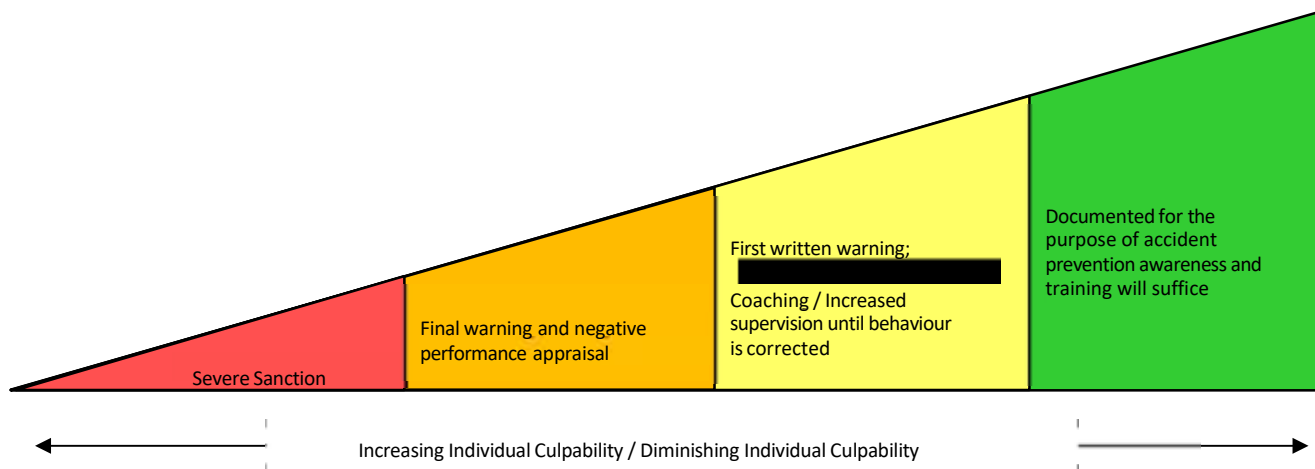 Severe Sanction
Final warning and negative
performance appraisal
First written warning;
Coaching / Increased
supervision until behaviour
is corrected
Documented for the
purpose of accident
prevention awareness and
training will suffice
Increasing Individual Culpability / Diminishing Individual Culpability